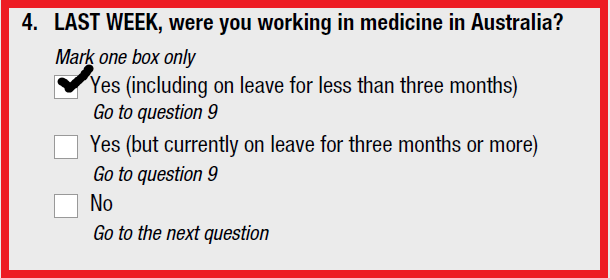 4. LAST WEEK, were you working in medicine in Australia?
Mark one box only
Yes (including on leave for less than three months)
Go to question 9
Yes (but currently on leave for three months or more)
Go to question 9
No
Go to the next question